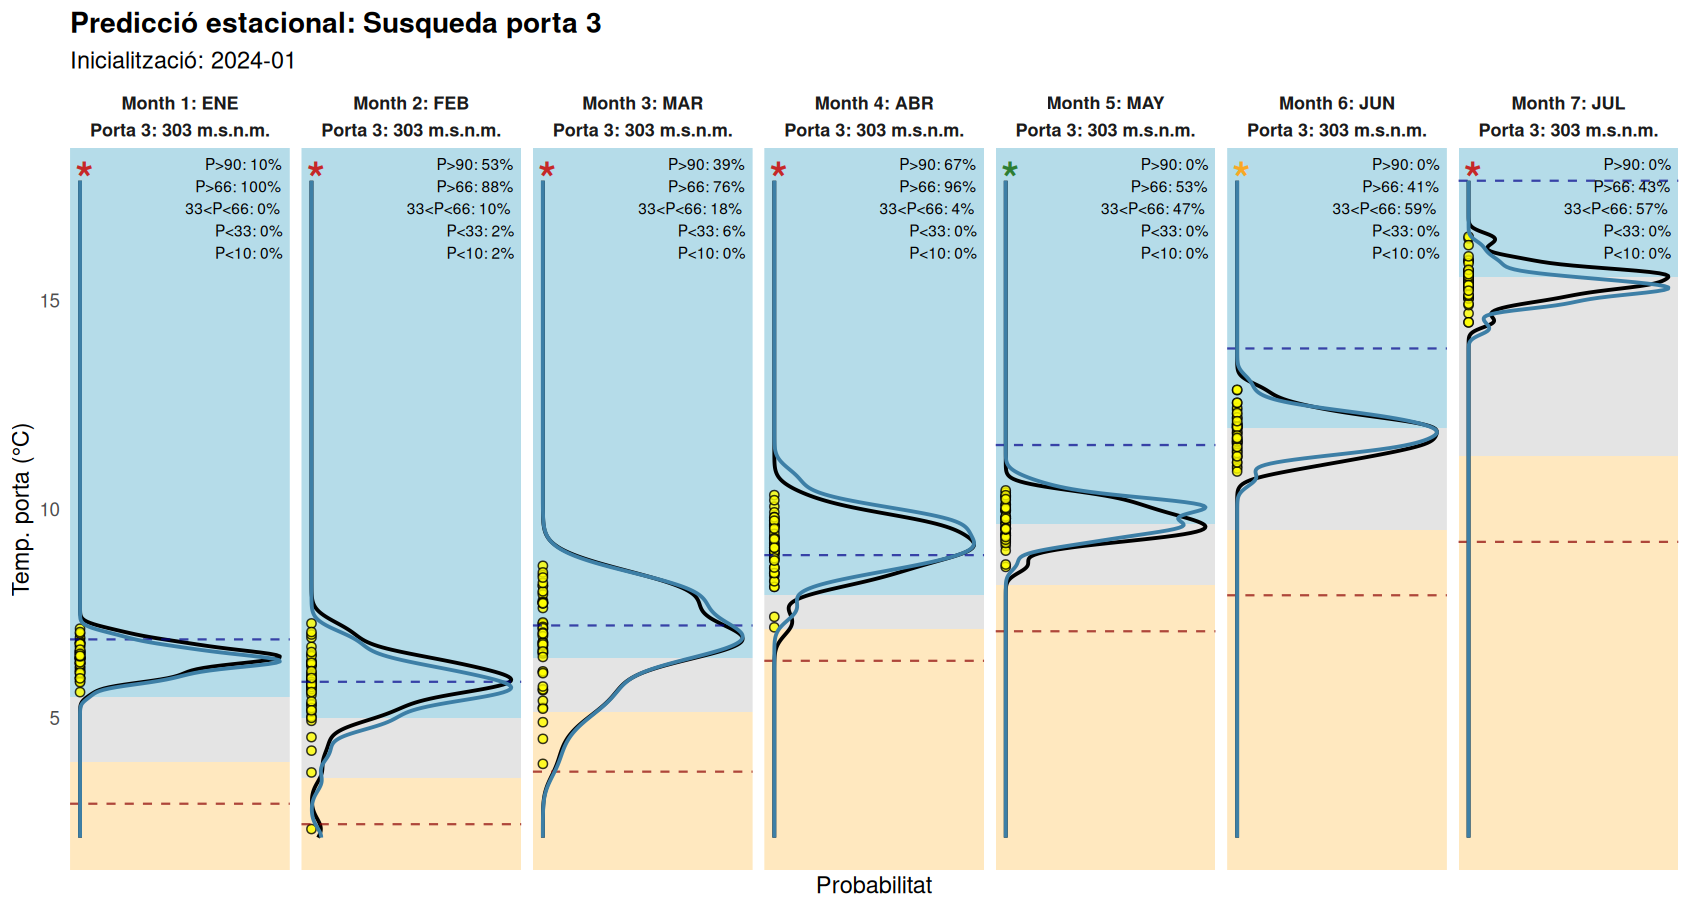 Predicció estacional: Susqueda porta 3
Inicialització: 2024-01
Month 1: ENE
Porta 3: 303 m.s.n.m.
Month 2: FEB
Porta 3: 303 m.s.n.m.
Month 3: MAR
Porta 3: 303 m.s.n.m.
Month 4: ABR
Porta 3: 303 m.s.n.m.
Month 5: MAY
Porta 3: 303 m.s.n.m.
Month 6: JUN
Porta 3: 303 m.s.n.m.
Month 7: JUL
Porta 3: 303 m.s.n.m.
*
P>90: 10%
P>66: 100%
33<P<66: 0%
P<33: 0%
P<10: 0%
*
P>90: 53%
P>66: 88%
33<P<66: 10%
P<33: 2%
P<10: 2%
*
P>90: 39%
P>66: 76%
33<P<66: 18%
P<33: 6%
P<10: 0%
*
P>90: 67%
P>66: 96%
33<P<66: 4%
P<33: 0%
P<10: 0%
*
P>90: 0%
P>66: 53%
33<P<66: 47%
P<33: 0%
P<10: 0%
*
P>90: 0%
P>66: 41%
33<P<66: 59%
P<33: 0%
P<10: 0%
*
P>90: 0%
P>66: 43%
33<P<66: 57%
P<33: 0%
P<10: 0%
Temp. porta (°C)
15
10
5
Probabilitat